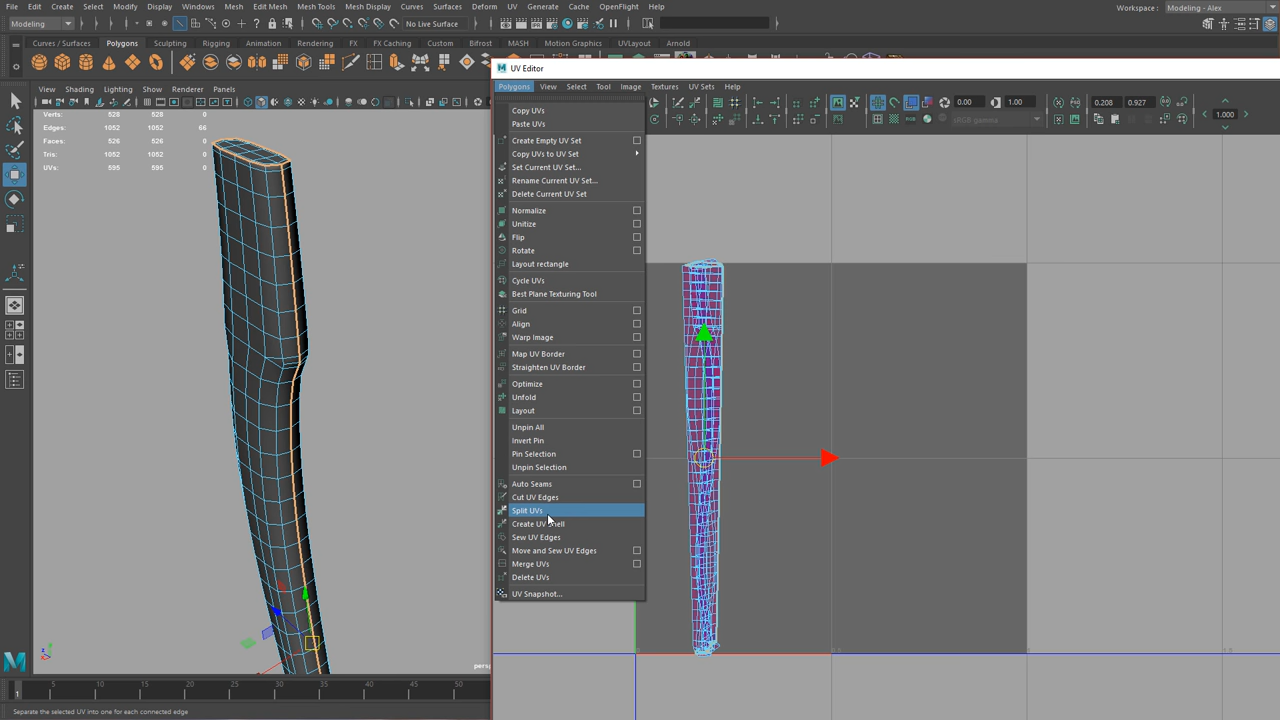 File Edit Create Select Modify Display Windows Mesh Edit Mesh Mesh Tools Mesh Display Curves Surfaces Deform UV Generate Cache OpenFlight Help
Workspace : Modeling - Alex
Modeling
No Live Surface
Curves / Surfaces Polygons Sculpting Rigging Animation Rendering FX FX Caching Custom Bifrost MASH Motion Graphics UVLayout Arnold
UV Editor
View Shading Lighting Show Renderer Panels
Polygons View Select Tool Image Textures UV Sets Help
0.00 1.00 0.208 0.927
sRGB gamma 1.000
Verts: 528 528 0
Edges: 1052 1052 66
Faces: 526 526 0
Tris: 1052 1052 0
UVs: 595 595 0
Copy UVs
Paste UVs
Create Empty UV Set
Copy UVs to UV Set
Set Current UV Set...
Rename Current UV Set...
Delete Current UV Set
Normalize
Unitize
Flip
Rotate
Layout rectangle
Cycle UVs
Best Plane Texturing Tool
Grid
Align
Warp Image
Map UV Border
Straighten UV Border
Optimize
Unfold
Layout
Unpin All
Invert Pin
Pin Selection
Unpin Selection
Auto Seams
Cut UV Edges
Split UVs
Create UV Shell
Sew UV Edges
Move and Sew UV Edges
Merge UVs
Delete UVs
UV Snapshot...
5 10 15 20 25 30 35 40 45 50
1
Separate the selected UV into one for each connected edge